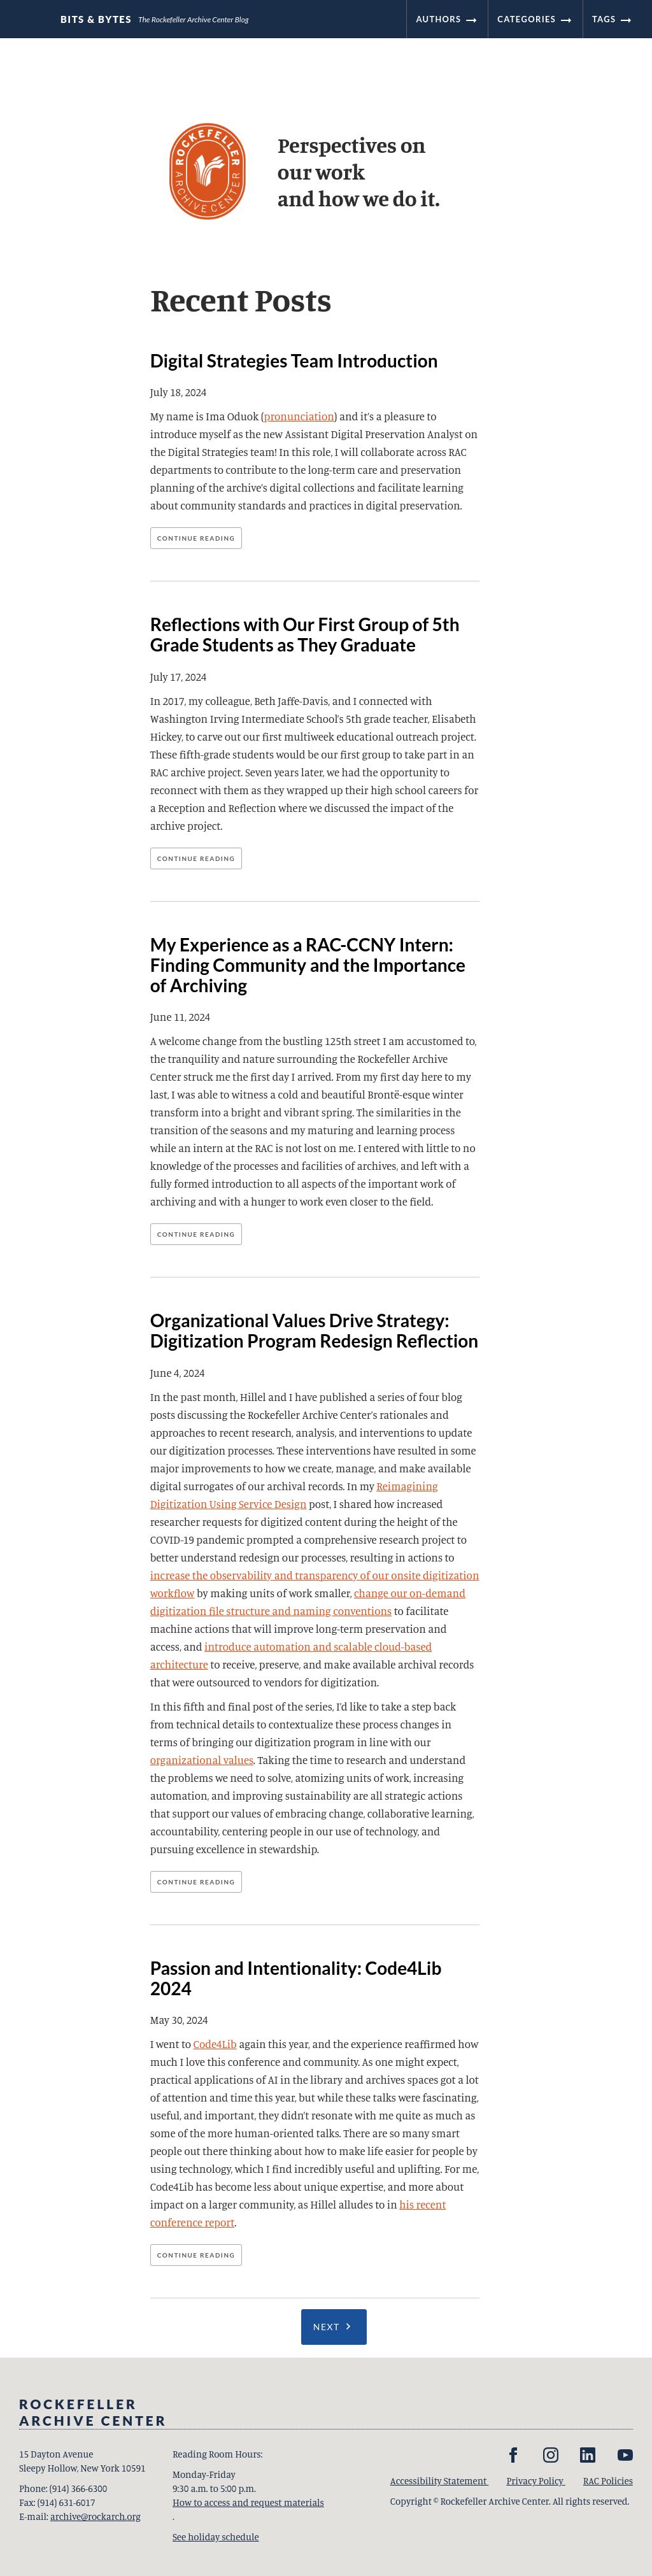 BITS & BYTES The Rockefeller Archive Center Blog AUTHORS CATEGORIES TAGS
ROCKEFELLER
ARCHIVE CENTER
Perspectives on
our work
and how we do it.
Recent Posts
Digital Strategies Team Introduction
July 18, 2024
My name is Ima Oduok (pronunciation) and it's a pleasure to
introduce myself as the new Assistant Digital Preservation Analyst on
the Digital Strategies team! In this role, I will collaborate across RAC
departments to contribute to the long-term care and preservation
planning of the archive's digital collections and facilitate learning
about community standards and practices in digital preservation.
CONTINUE READING
Reflections with Our First Group of 5th
Grade Students as They Graduate
July 17, 2024
In 2017, my colleague, Beth Jaffe-Davis, and I connected with
Washington Irving Intermediate School's 5th grade teacher, Elisabeth
Hickey, to carve out our first multiweek educational outreach project.
These fifth-grade students would be our first group to take part in an
RAC archive project. Seven years later, we had the opportunity to
reconnect with them as they wrapped up their high school careers for
a Reception and Reflection where we discussed the impact of the
archive project.
CONTINUE READING
My Experience as a RAC-CCNY Intern:
Finding Community and the Importance
of Archiving
June 11, 2024
A welcome change from the bustling 125th street I am accustomed to,
the tranquility and nature surrounding the Rockefeller Archive
Center struck me the first day I arrived. From my first day here to my
last, I was able to witness a cold and beautiful Brontë-esque winter
transform into a bright and vibrant spring. The similarities in the
transition of the seasons and my maturing and learning process
while an intern at the RAC is not lost on me. I entered with little to no
knowledge of the processes and facilities of archives, and left with a
fully formed introduction to all aspects of the important work of
archiving and with a hunger to work even closer to the field.
CONTINUE READING
Organizational Values Drive Strategy:
Digitization Program Redesign Reflection
June 4, 2024
In the past month, Hillel and I have published a series of four blog
posts discussing the Rockefeller Archive Center's rationales and
approaches to recent research, analysis, and interventions to update
our digitization processes. These interventions have resulted in some
major improvements to how we create, manage, and make available
digital surrogates of our archival records. In my Reimagining
Digitization Using Service Design post, I shared how increased
researcher requests for digitized content during the height of the
COVID-19 pandemic prompted a comprehensive research project to
better understand redesign our processes, resulting in actions to
increase the observability and transparency of our onsite digitization
workflow by making units of work smaller, change our on-demand
digitization file structure and naming conventions to facilitate
machine actions that will improve long-term preservation and
access, and introduce automation and scalable cloud-based
architecture to receive, preserve, and make available archival records
that were outsourced to vendors for digitization.
In this fifth and final post of the series, I'd like to take a step back
from technical details to contextualize these process changes in
terms of bringing our digitization program in line with our
organizational values. Taking the time to research and understand
the problems we need to solve, atomizing units of work, increasing
automation, and improving sustainability are all strategic actions
that support our values of embracing change, collaborative learning,
accountability, centering people in our use of technology, and
pursuing excellence in stewardship.
CONTINUE READING
Passion and Intentionality: Code4Lib
2024
May 30, 2024
I went to Code4Lib again this year, and the experience reaffirmed how
much I love this conference and community. As one might expect,
practical applications of AI in the library and archives spaces got a lot
of attention and time this year, but while these talks were fascinating,
useful, and important, they didn't resonate with me quite as much as
some of the more human-oriented talks. There are so many smart
people out there thinking about how to make life easier for people by
using technology, which I find incredibly useful and uplifting. For me,
Code4Lib has become less about unique expertise, and more about
impact on a larger community, as Hillel alludes to in his recent
conference report.
CONTINUE READING
NEXT
ROCKEFELLER
ARCHIVE CENTER
15 Dayton Avenue
Sleepy Hollow, New York 10591
Phone: (914) 366-6300
Fax: (914) 631-6017
E-mail: archive@rockarch.org
Reading Room Hours:
Monday-Friday
9:30 a.m. to 5:00 p.m.
How to access and request materials
.
See holiday schedule
Accessibility Statement Privacy Policy RAC Policies
Copyright © Rockefeller Archive Center. All rights reserved.